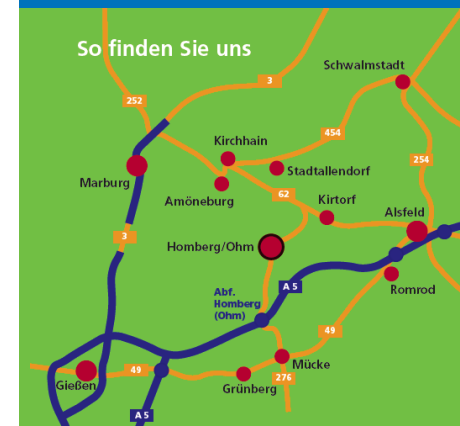 So finden Sie uns
Schwalmstadt
3
252
454
Kirchhain
254
Stadtallendorf
Marburg
62
Amöneburg
Kirtorf
Alsfeld
3
Homberg/Ohm
A 5
Romrod
Abf.
Homberg
(Ohm)
49
Mücke
49
276
Gießen
Grünberg
A 5